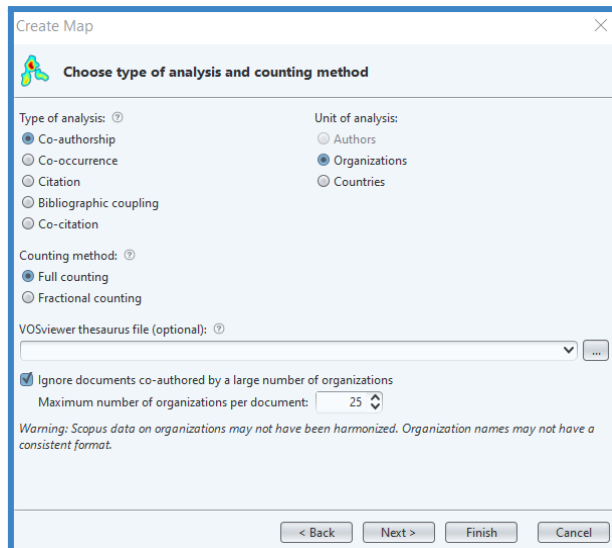 Create Map
Choose type of analysis and counting method
Type of analysis:
Unit of analysis:
Co-authorship
Authors
Co-occurrence
Organizations
Citation
Countries
Bibliographic coupling
Co-citation
Counting method:
Full counting
Fractional counting
VOSviewer thesaurus file (optional):
...
Ignore documents co-authored by a large number of organizations
Maximum number of organizations per document: 25
Warning: Scopus data on organizations may not have been harmonized. Organization names may not have a
consistent format.
< Back Next > Finish Cancel